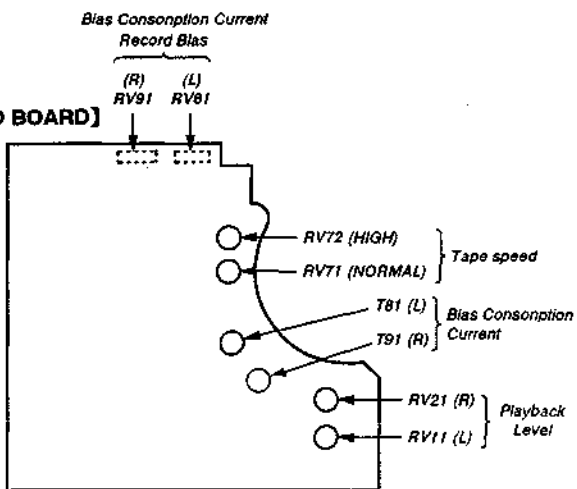 Bias Consonption Current
Record Bias
(R) (L)
RV91 RV81
BOARD]
RV72 (HIGH)
RV71 (NORMAL)
Tape speed
T81 (L)
T91 (R)
Bias Consonption
Current
RV21 (R)
RV11 (L)
Playback
Level